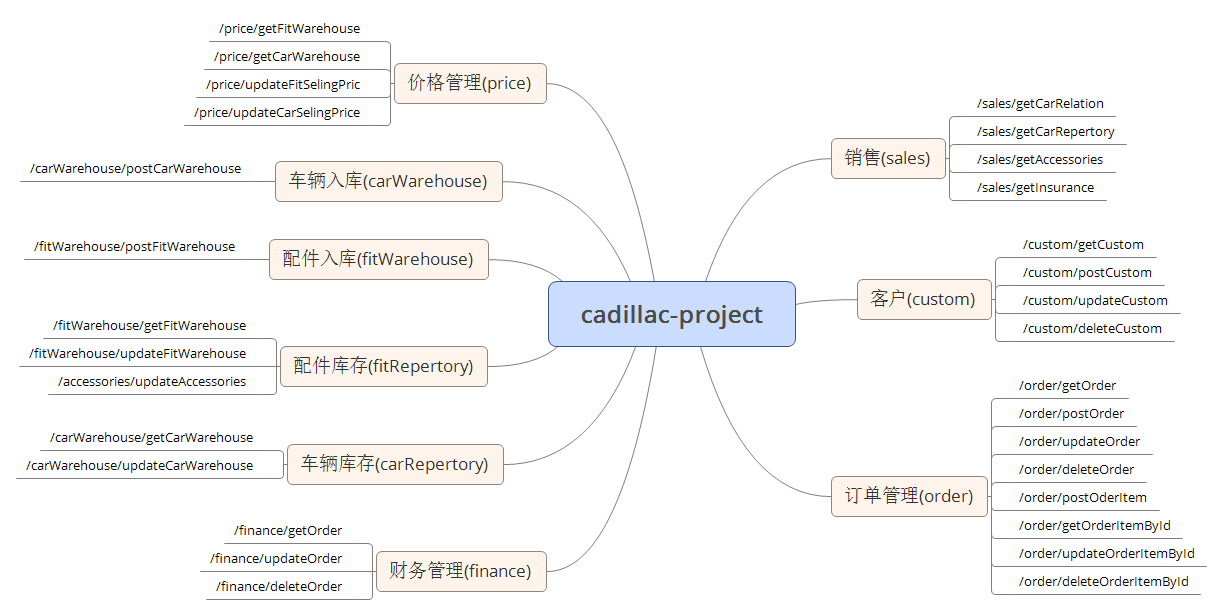 cadillac-project
价格管理(price)
/price/getFitWarehouse
/price/getCarWarehouse
/price/updateFitSelingPric
/price/updateCarSelingPrice
车辆入库(carWarehouse)
/carWarehouse/postCarWarehouse
配件入库(fitWarehouse)
/fitWarehouse/postFitWarehouse
配件库存(fitRepertory)
/fitWarehouse/getFitWarehouse
/fitWarehouse/updateFitWarehouse
/accessories/updateAccessories
车辆库存(carRepertory)
/carWarehouse/getCarWarehouse
/carWarehouse/updateCarWarehouse
财务管理(finance)
/finance/getOrder
/finance/updateOrder
/finance/deleteOrder
销售(sales)
/sales/getCarRelation
/sales/getCarRepertory
/sales/getAccessories
/sales/getInsurance
客户(custom)
/custom/getCustom
/custom/postCustom
/custom/updateCustom
/custom/deleteCustom
订单管理(order)
/order/getOrder
/order/postOrder
/order/updateOrder
/order/deleteOrder
/order/postOderItem
/order/getOrderItemById
/order/updateOrderItemById
/order/deleteOrderItemById